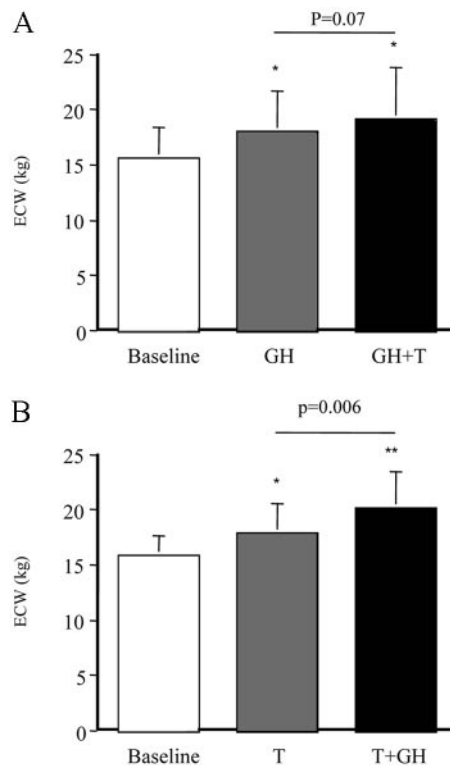 A
P=0.07
* *
25
20
15
10
5
0
ECW (kg)
Baseline GH GH+T
B
p=0.006
* **
25
20
15
10
5
0
ECW (kg)
Baseline T T+GH